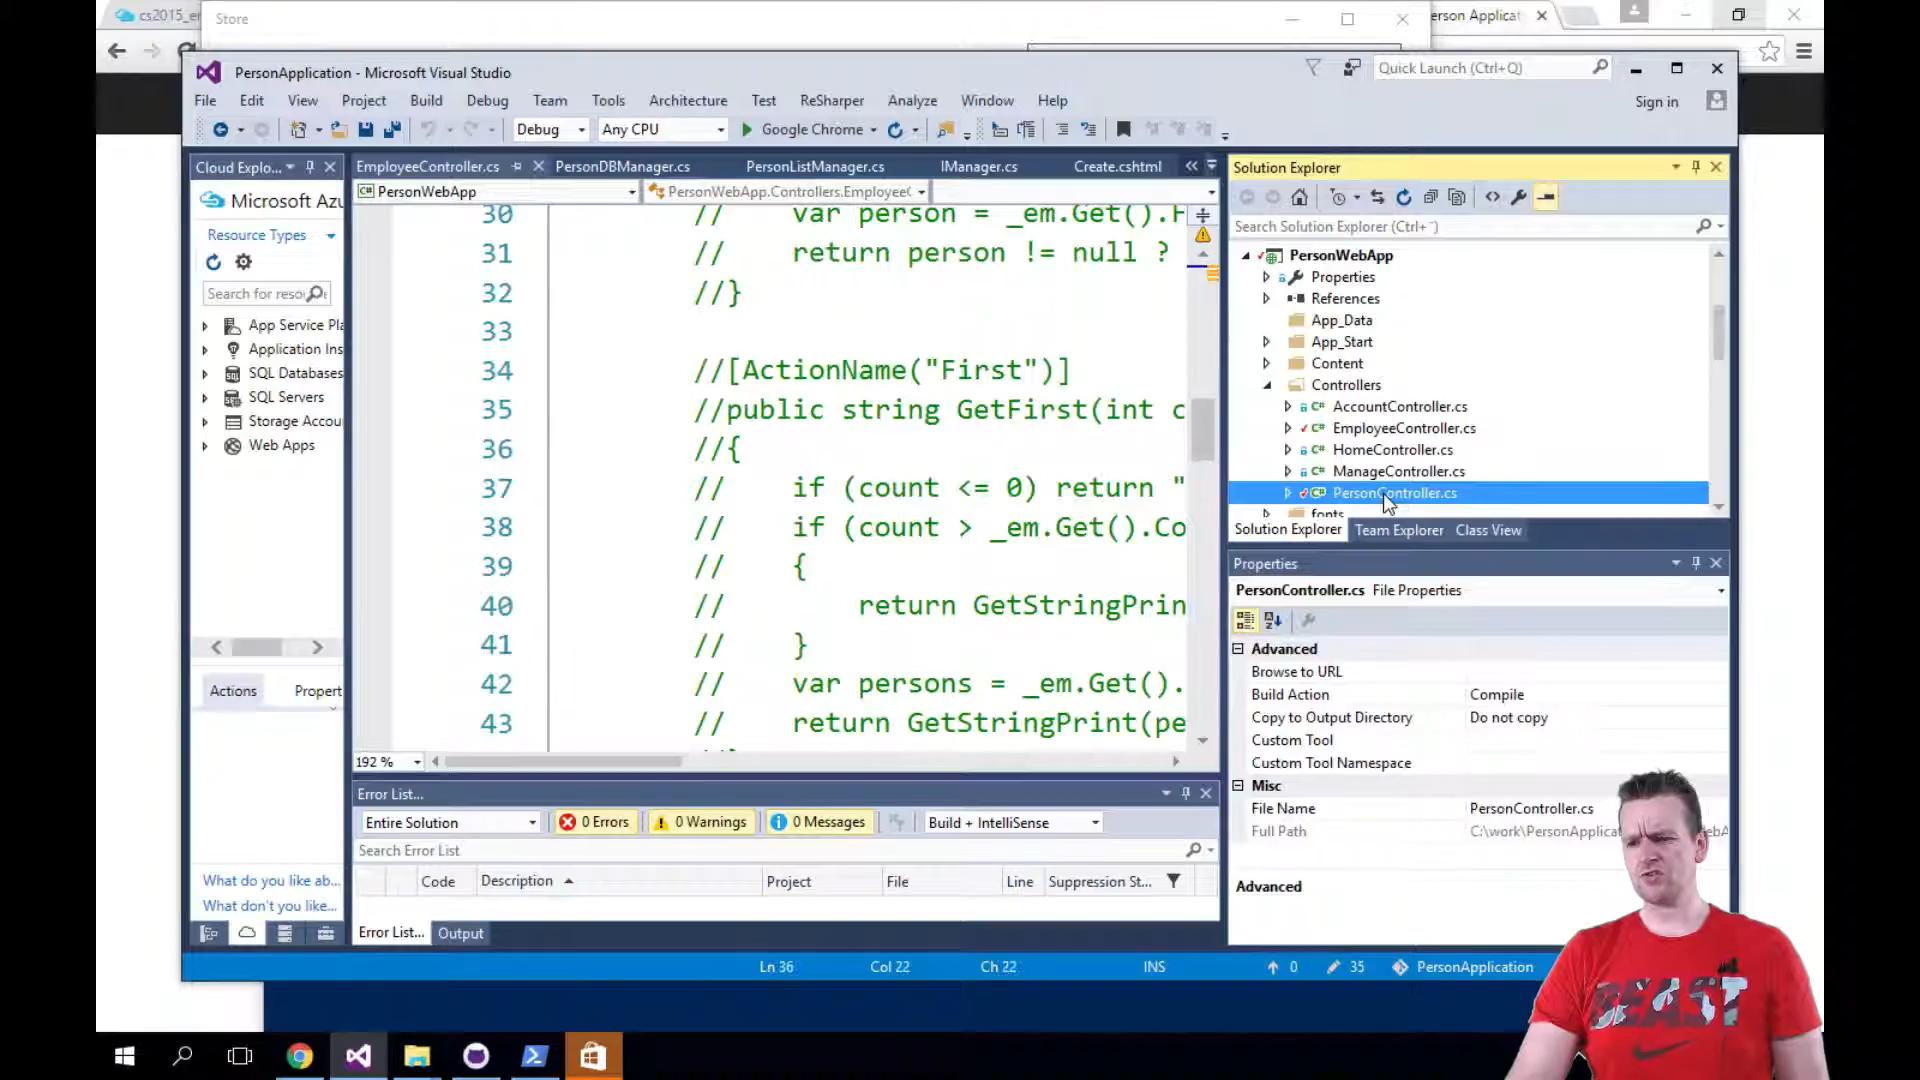 cs2015_e
Store
erson Applicat
PersonApplication - Microsoft Visual Studio
Quick Launch (Ctrl+Q)
File Edit View Project Build Debug Team Tools Architecture Test ReSharper Analyze Window Help
Sign in
Debug Any CPU Google Chrome
Cloud Explo...
EmployeeController.cs PersonDBManager.cs PersonListManager.cs IManager.cs Create.cshtml
Solution Explorer
PersonWebApp PersonWebApp.Controllers.EmployeeC
Microsoft Azu
Resource Types
Search for resou
App Service Pla
Application Ins
SQL Databases
SQL Servers
Storage Accou
Web Apps
Actions Propert
What do you like ab...
What don't you like...
30 // var person = _em.Get().F
31 // return person != null ?
32 //}
33
34 //[ActionName("First")]
35 //public string GetFirst(int c
36 //{
37 // if (count <= 0) return "
38 // if (count > _em.Get().Co
39 // {
40 // return GetStringPrin
41 // }
42 // var persons = _em.Get().
43 // return GetStringPrint(pe
192 %
Error List...
Entire Solution 0 Errors 0 Warnings 0 Messages Build + IntelliSense
Search Error List
Code Description Project File Line Suppression St...
Error List... Output
Search Solution Explorer (Ctrl+¨)
PersonWebApp
Properties
References
App_Data
App_Start
Content
Controllers
AccountController.cs
EmployeeController.cs
HomeController.cs
ManageController.cs
PersonController.cs
fonts
Solution Explorer Team Explorer Class View
Properties
PersonController.cs File Properties
Advanced
Browse to URL
Build Action Compile
Copy to Output Directory Do not copy
Custom Tool
Custom Tool Namespace
Misc
File Name PersonController.cs
Full Path C:\work\PersonApplica
Advanced
Ln 36 Col 22 Ch 22 INS 0 35 PersonApplication
BEAST